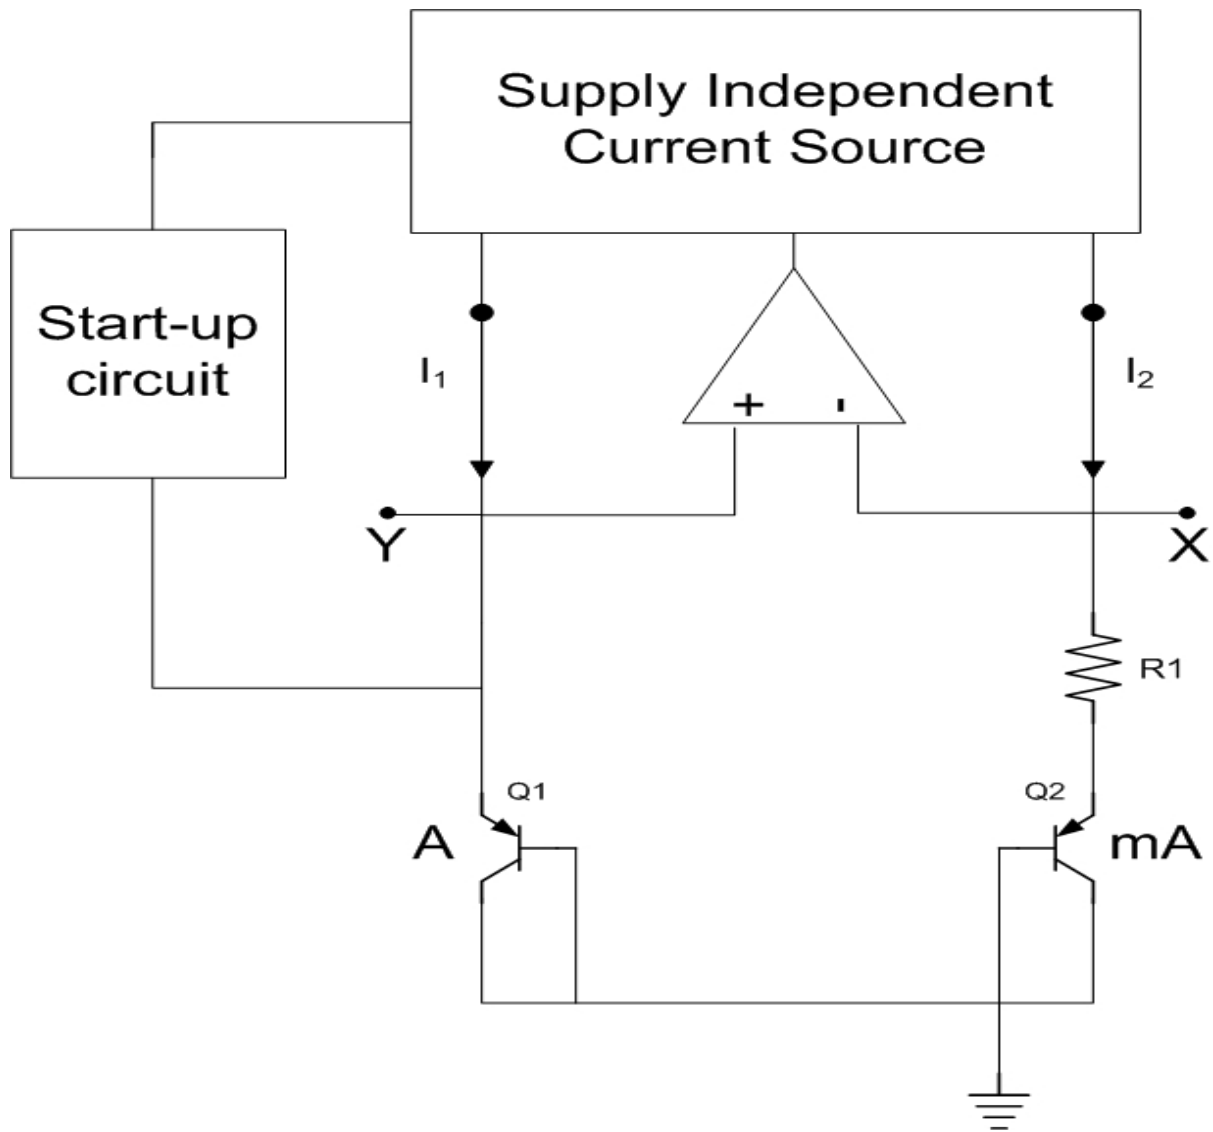 Supply Independent
Current Source
Start-up
circuit
I1
I2
+ -
Y
X
R1
Q1
Q2
A
mA